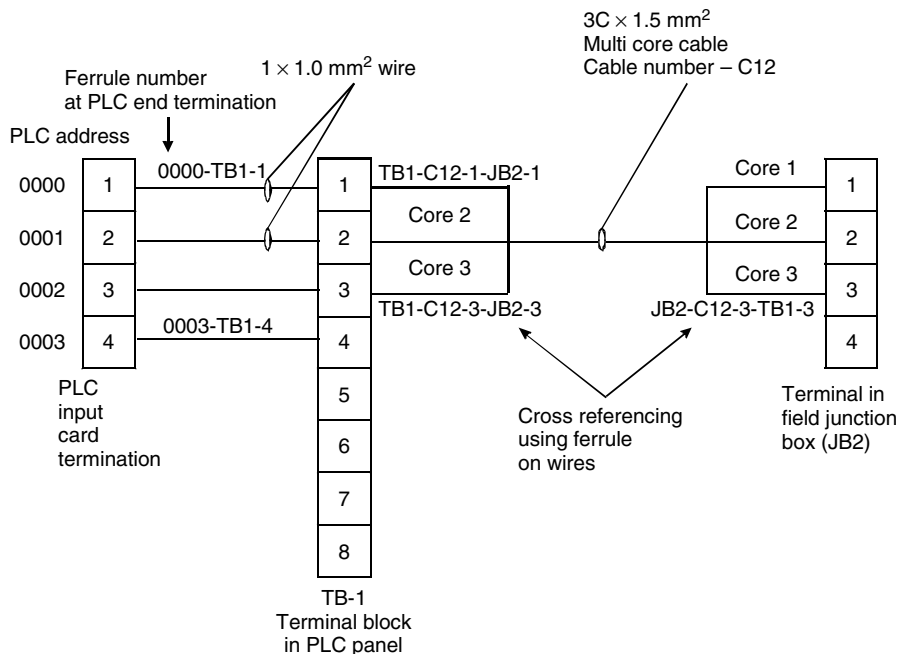 3C × 1.5 mm²
Multi core cable
Cable number – C12
1 × 1.0 mm² wire
Ferrule number
at PLC end termination
PLC address
0000
1
0000-TB1-1
1
TB1-C12-1-JB2-1
Core 1
1
0001
2
2
Core 2
Core 2
2
0002
3
3
Core 3
Core 3
3
TB1-C12-3-JB2-3
JB2-C12-3-TB1-3
0003
4
0003-TB1-4
4
4
PLC
input
card
termination
5
6
7
8
Cross referencing
using ferrule
on wires
Terminal in
field junction
box (JB2)
TB-1
Terminal block
in PLC panel